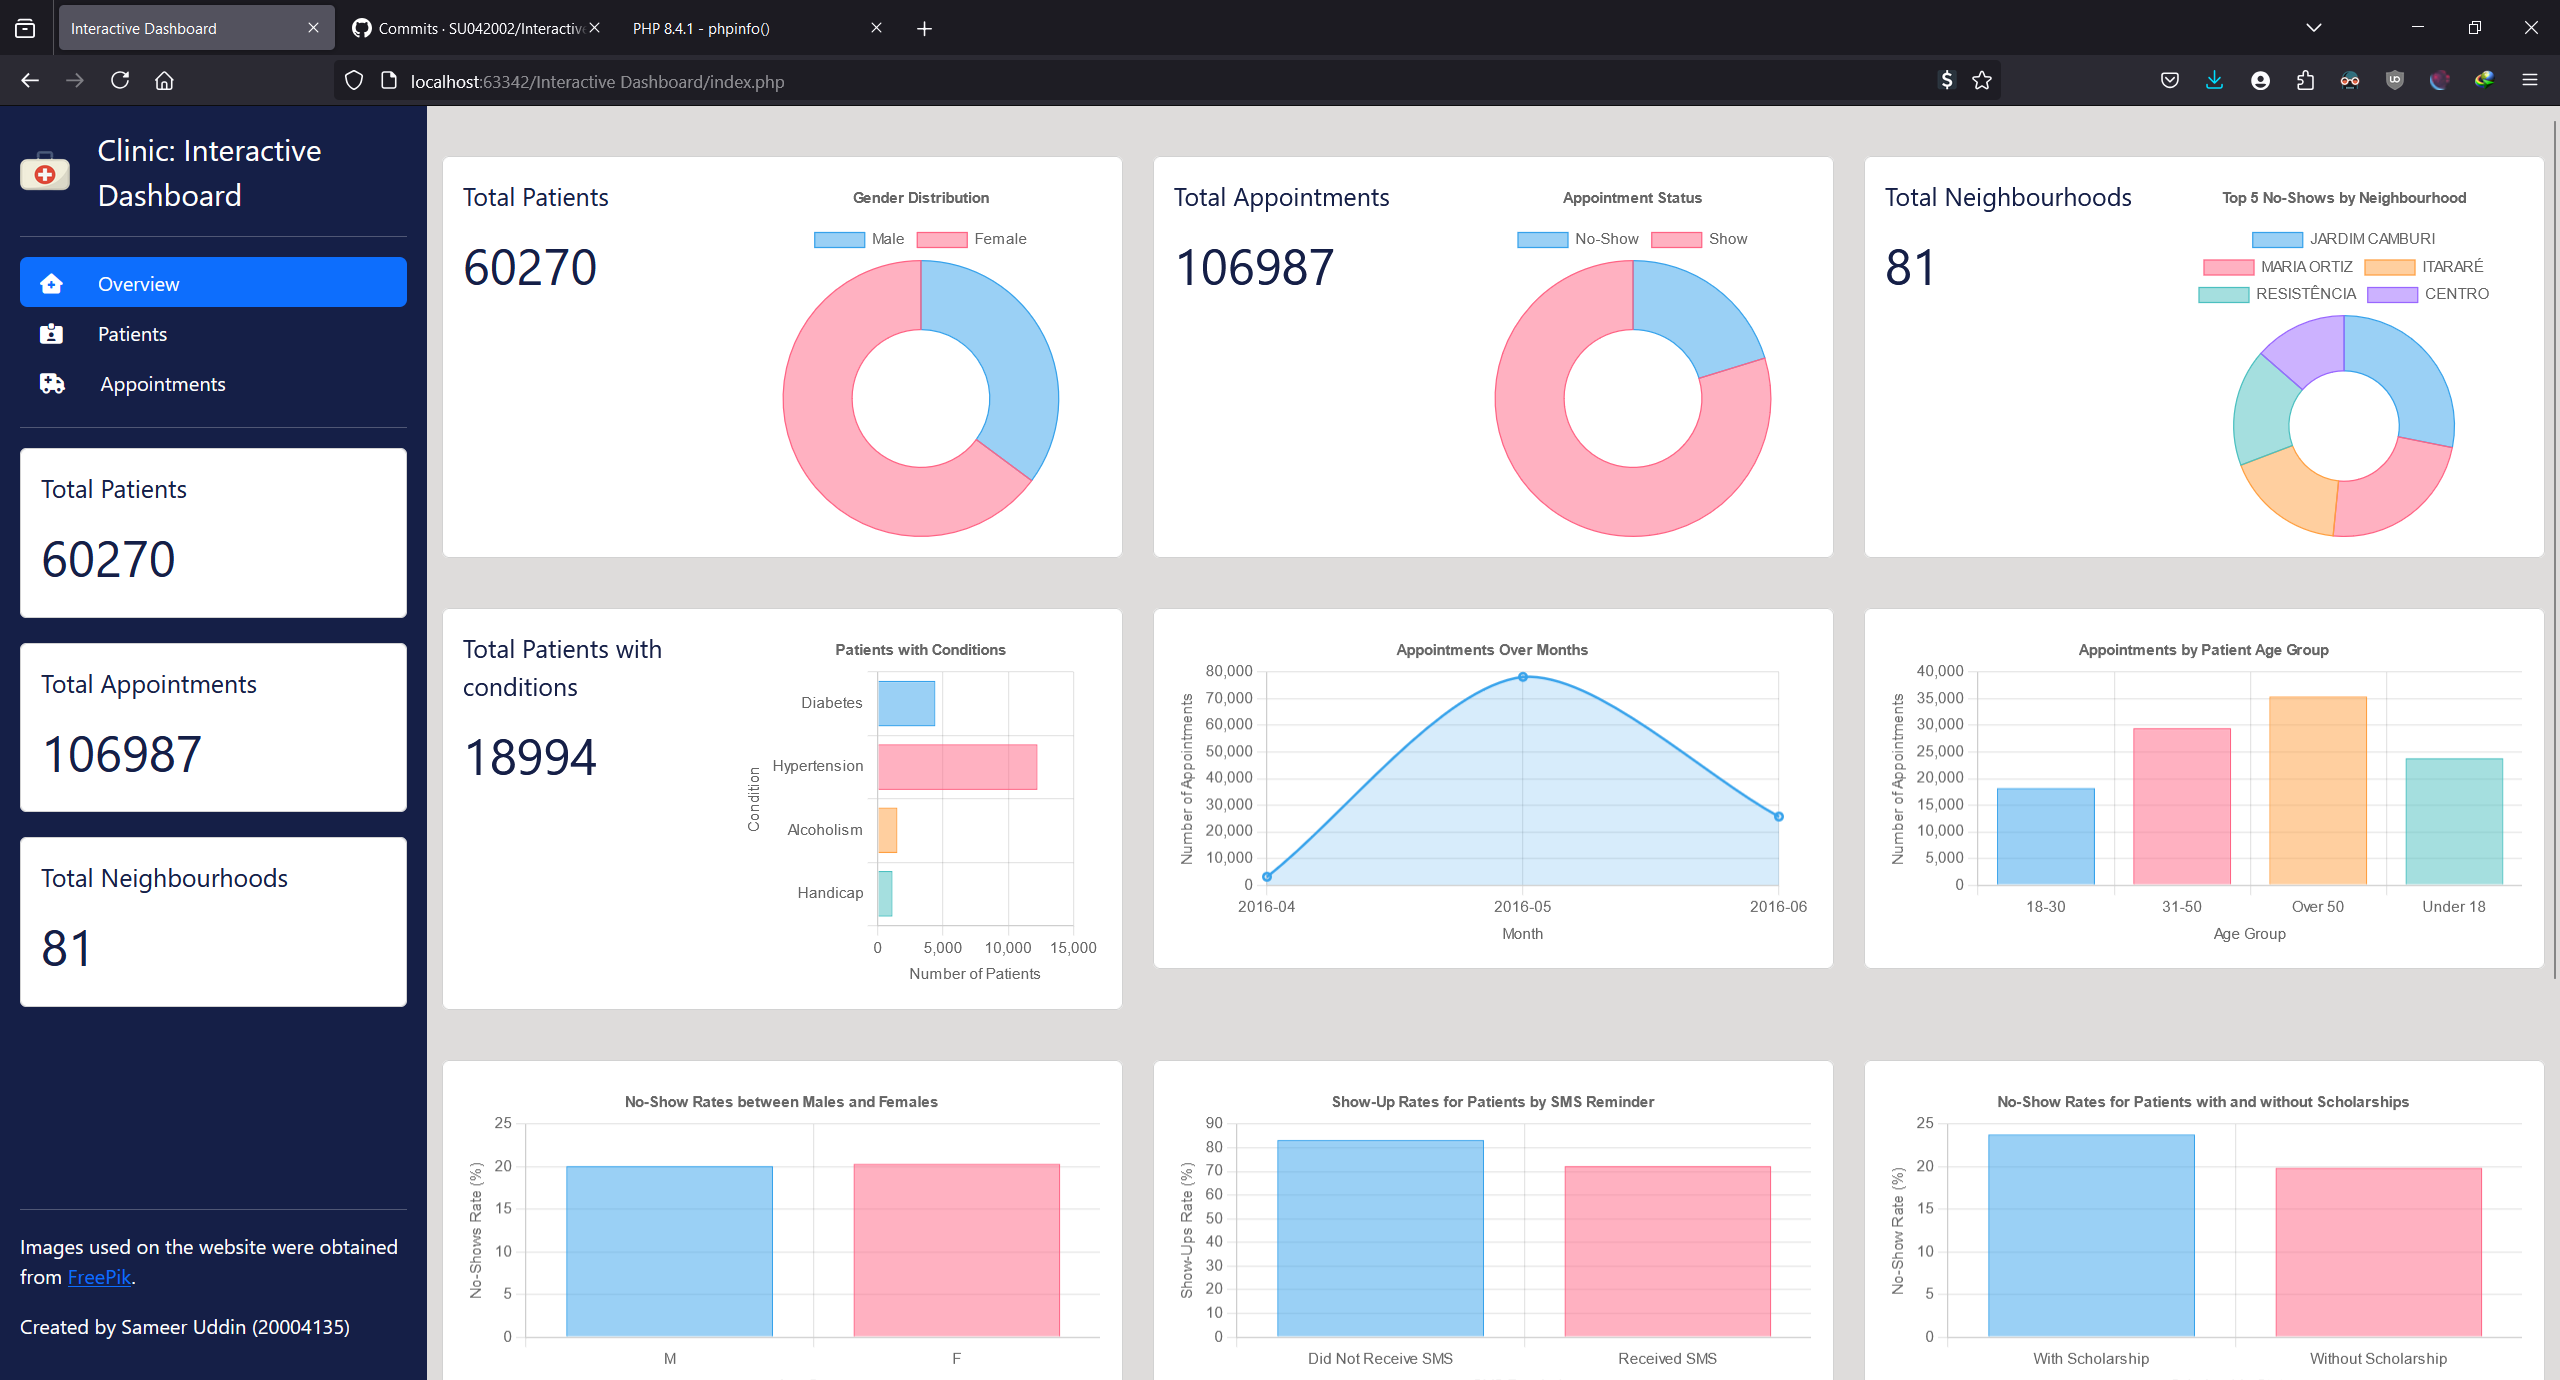 Interactive Dashboard
Commits · SU042002/Interactive
PHP 8.4.1 - phpinfo()
localhost:63342/Interactive Dashboard/index.php
Clinic: Interactive
Dashboard
Overview
Patients
Appointments
Total Patients
60270
Total Appointments
106987
Total Neighbourhoods
81
Images used on the website were obtained
from FreePik.
Created by Sameer Uddin (20004135)
Total Patients
60270
Gender Distribution
Male Female
Total Appointments
106987
Appointment Status
No-Show Show
Total Neighbourhoods
81
Top 5 No-Shows by Neighbourhood
JARDIM CAMBURI
MARIA ORTIZ ITARARÉ
RESISTÊNCIA CENTRO
Total Patients with
conditions
18994
Patients with Conditions
Condition
Diabetes
Hypertension
Alcoholism
Handicap
0 5,000 10,000 15,000
Number of Patients
Appointments Over Months
Number of Appointments
80,000
70,000
60,000
50,000
40,000
30,000
20,000
10,000
0
2016-04 2016-05 2016-06
Month
Appointments by Patient Age Group
Number of Appointments
40,000
35,000
30,000
25,000
20,000
15,000
10,000
5,000
0
18-30 31-50 Over 50 Under 18
Age Group
No-Show Rates between Males and Females
No-Shows Rate (%)
25
20
15
10
5
0
M F
Show-Up Rates for Patients by SMS Reminder
Show-Ups Rate (%)
90
80
70
60
50
40
30
20
10
0
Did Not Receive SMS Received SMS
No-Show Rates for Patients with and without Scholarships
No-Show Rate (%)
25
20
15
10
5
0
With Scholarship Without Scholarship